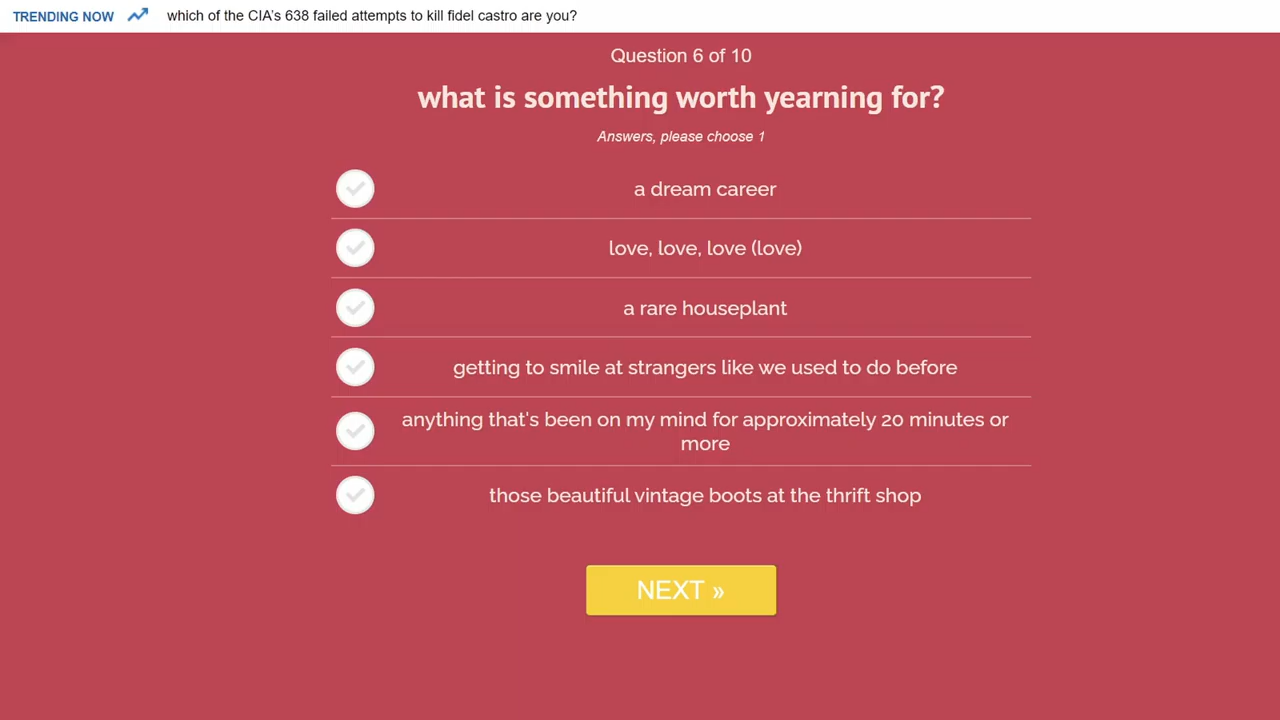 TRENDING NOW which of the CIA's 638 failed attempts to kill fidel castro are you?
Question 6 of 10
what is something worth yearning for?
Answers, please choose 1
a dream career
love, love, love (love)
a rare houseplant
getting to smile at strangers like we used to do before
anything that's been on my mind for approximately 20 minutes or
more
those beautiful vintage boots at the thrift shop
NEXT »